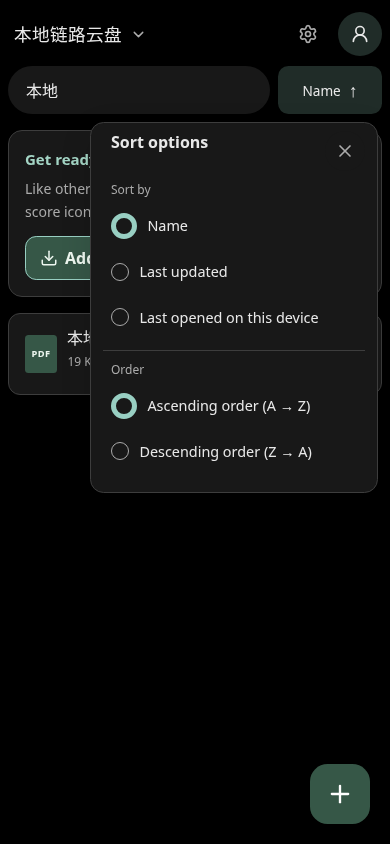 本地链路云盘
本地
Name ↑
Get read
Like other
score icon
Add
PDF
本地
19 K
Sort options
Sort by
Name
Last updated
Last opened on this device
Order
Ascending order (A → Z)
Descending order (Z → A)